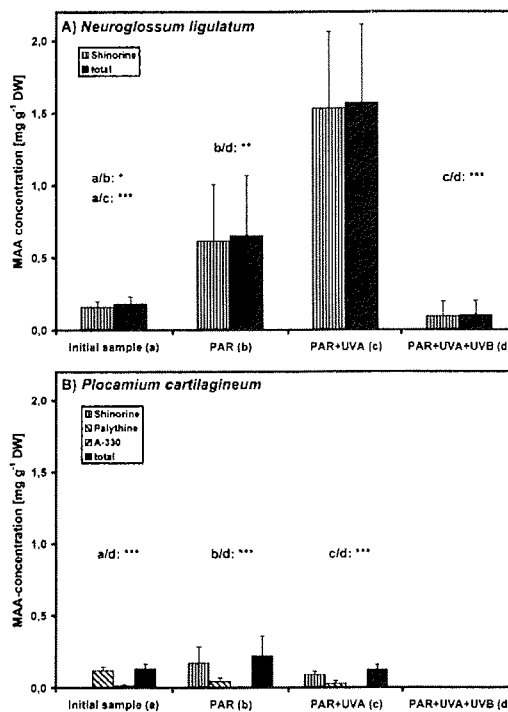 A) Neuroglossum ligulatum
2,0
1,5
1,0
0,5
0,0
MAA concentration [mg g⁻¹ DW]
Shinorine
total
a/b: *
a/c: ***
b/d: **
c/d: ***
Initial sample (a) PAR (b) PAR+UVA (c) PAR+UVA+UVB (d
B) Plocamium cartilagineum
2,0
1,5
1,0
0,5
0,0
MAA-concentration [mg g⁻¹ DW]
Shinorine
Palythine
A-330
total
a/d: *** b/d: *** c/d: ***
Initial sample (a) PAR (b) PAR+UVA (c) PAR+UVA+UVB (d